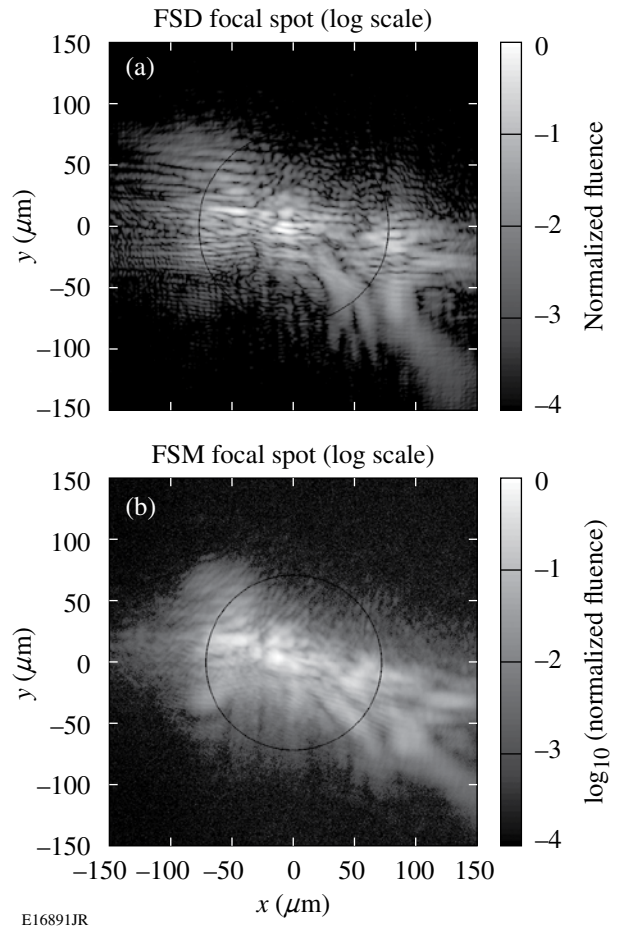 FSD focal spot (log scale)
(a)
150
100
50
0
–50
–100
–150
y (μm)
0
–1
–2
–3
–4
Normalized fluence
FSM focal spot (log scale)
(b)
150
100
50
0
–50
–100
–150
y (μm)
–150 –100 –50 0 50 100 150
x (μm)
0
–1
–2
–3
–4
log10 (normalized fluence)
E16891JR